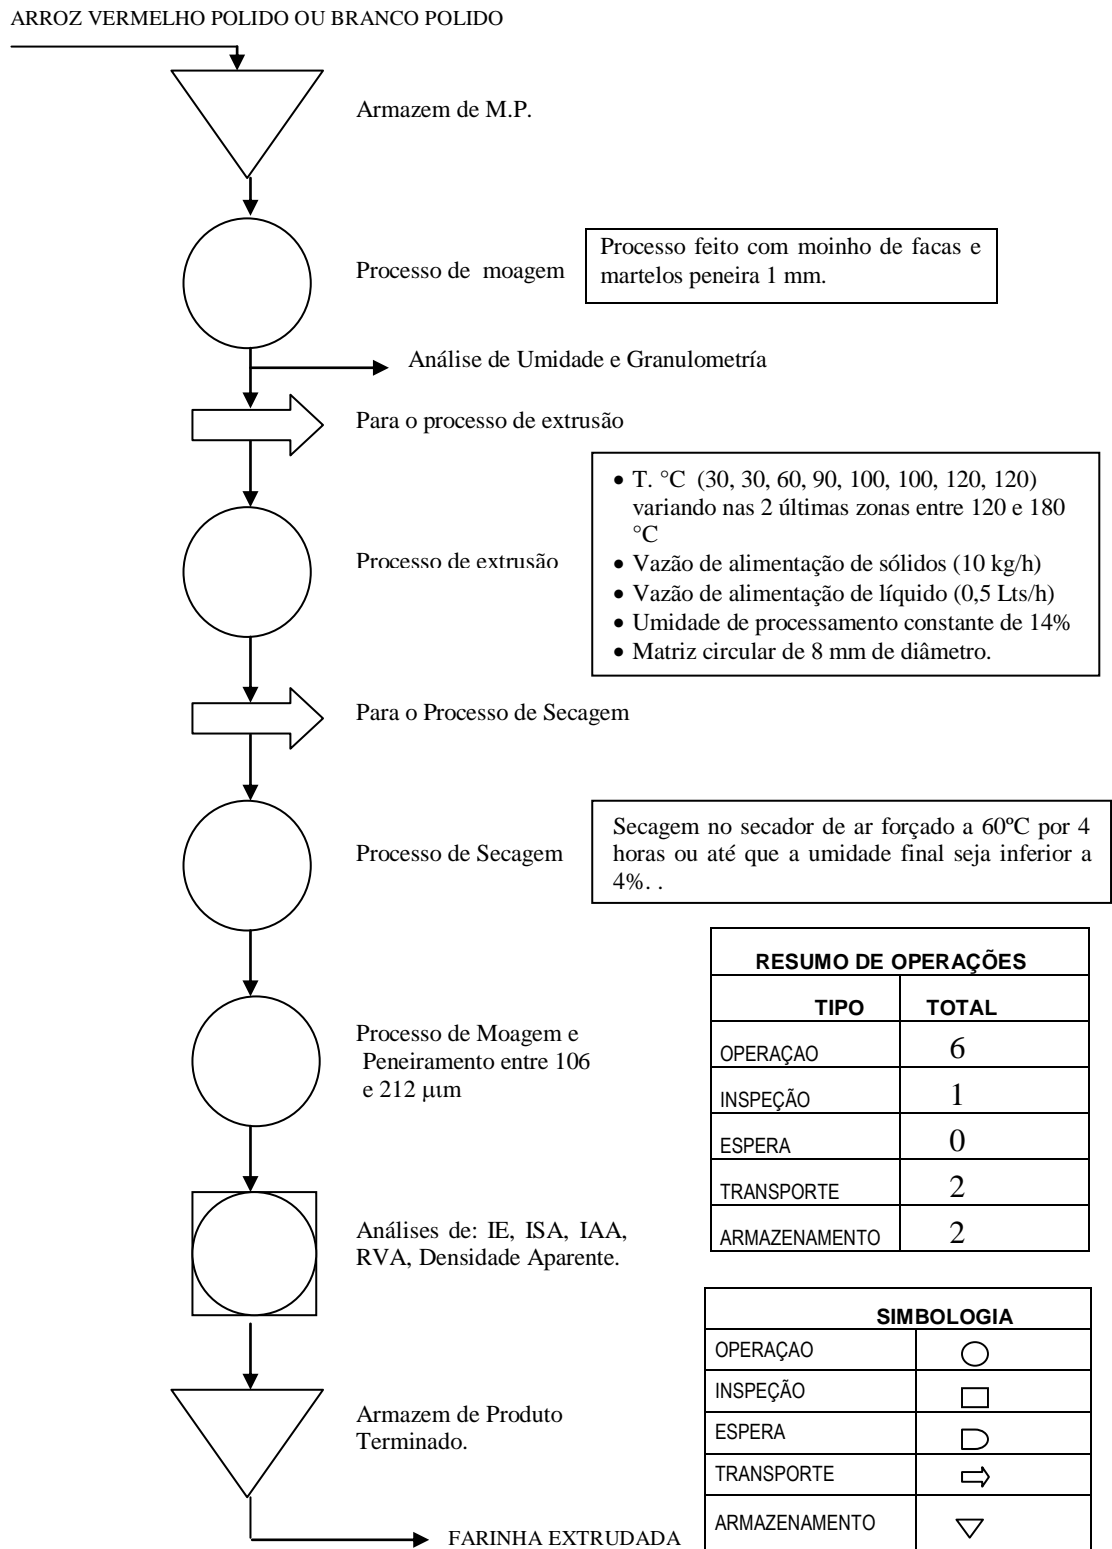 ARROZ VERMELHO POLIDO OU BRANCO POLIDO
Armazem de M.P.
Processo de moagem
Processo feito com moinho de facas e
martelos peneira 1 mm.
Análise de Umidade e Granulometría
Para o processo de extrusão
• T. °C (30, 30, 60, 90, 100, 100, 120, 120)
variando nas 2 últimas zonas entre 120 e 180
°C
• Vazão de alimentação de sólidos (10 kg/h)
• Vazão de alimentação de líquido (0,5 Lts/h)
• Umidade de processamento constante de 14%
• Matriz circular de 8 mm de diâmetro.
Processo de extrusão
Para o Processo de Secagem
Processo de Secagem
Secagem no secador de ar forçado a 60ºC por 4
horas ou até que a umidade final seja inferior a
4%. .
Processo de Moagem e
Peneiramento entre 106
e 212 µm
RESUMO DE OPERAÇÕES
TIPO TOTAL
OPERAÇAO 6
INSPEÇÃO 1
ESPERA 0
TRANSPORTE 2
ARMAZENAMENTO 2
Análises de: IE, ISA, IAA,
RVA, Densidade Aparente.
SIMBOLOGIA
OPERAÇAO
INSPEÇÃO
ESPERA
TRANSPORTE
ARMAZENAMENTO
Armazem de Produto
Terminado.
FARINHA EXTRUDADA